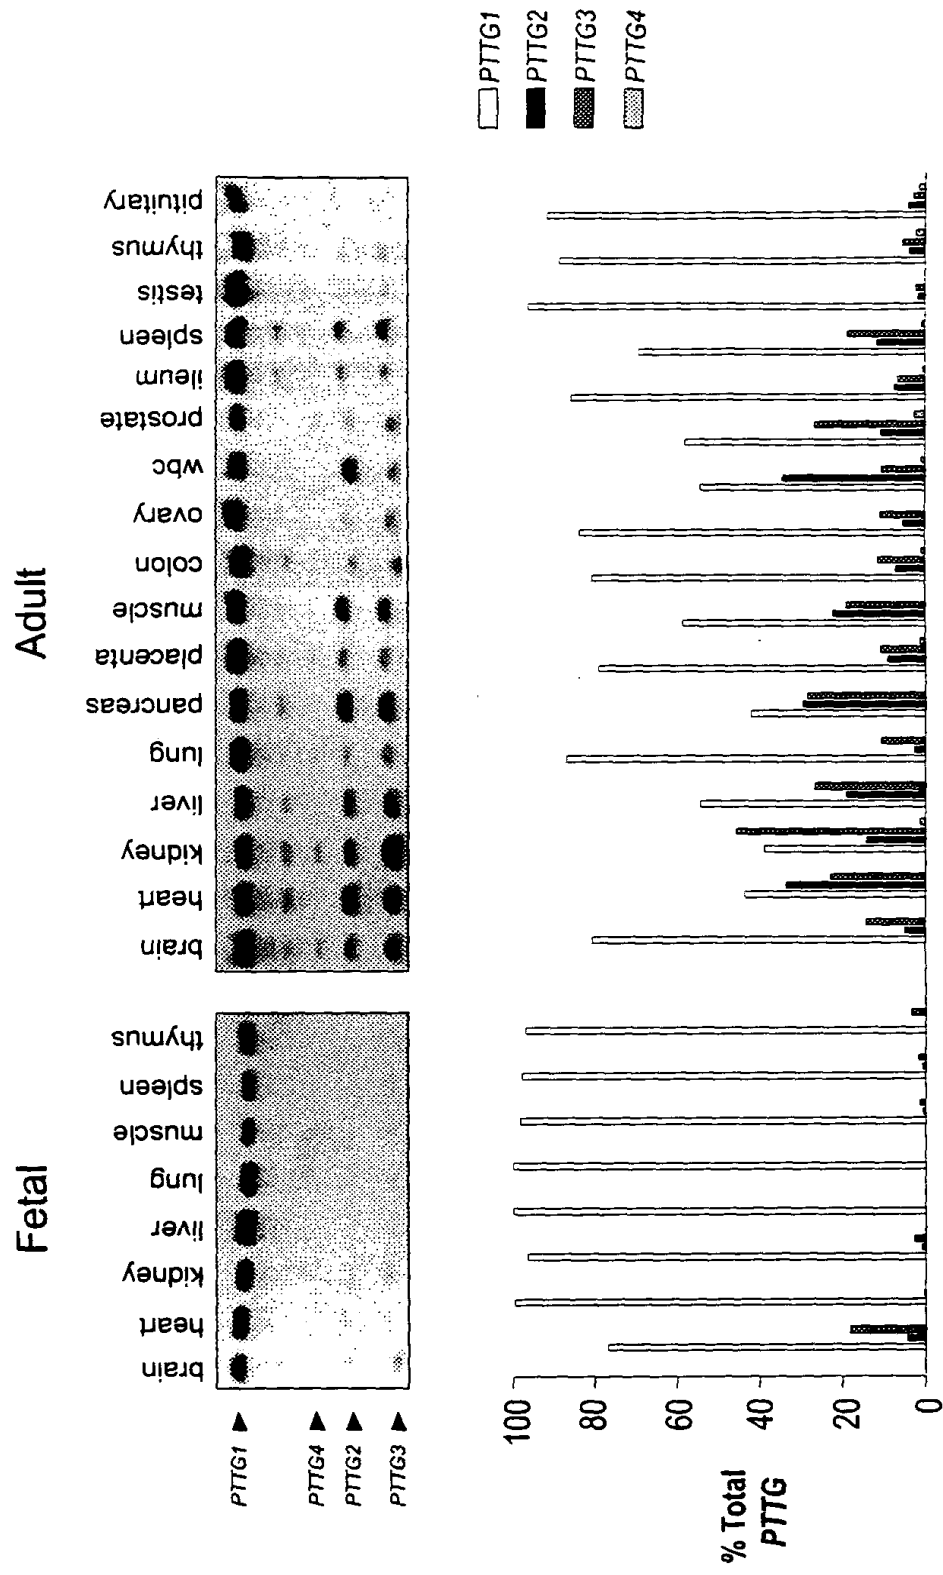 Fetal
Adult
brain
heart
kidney
liver
lung
muscle
spleen
thymus
brain
heart
kidney
liver
lung
pancreas
placenta
muscle
colon
ovary
wbc
prostate
ileum
spleen
testis
thymus
pituitary
PTTG1
PTTG4
PTTG2
PTTG3
% Total
PTTG
100
80
60
40
20
0
PTTG1
PTTG2
PTTG3
PTTG4